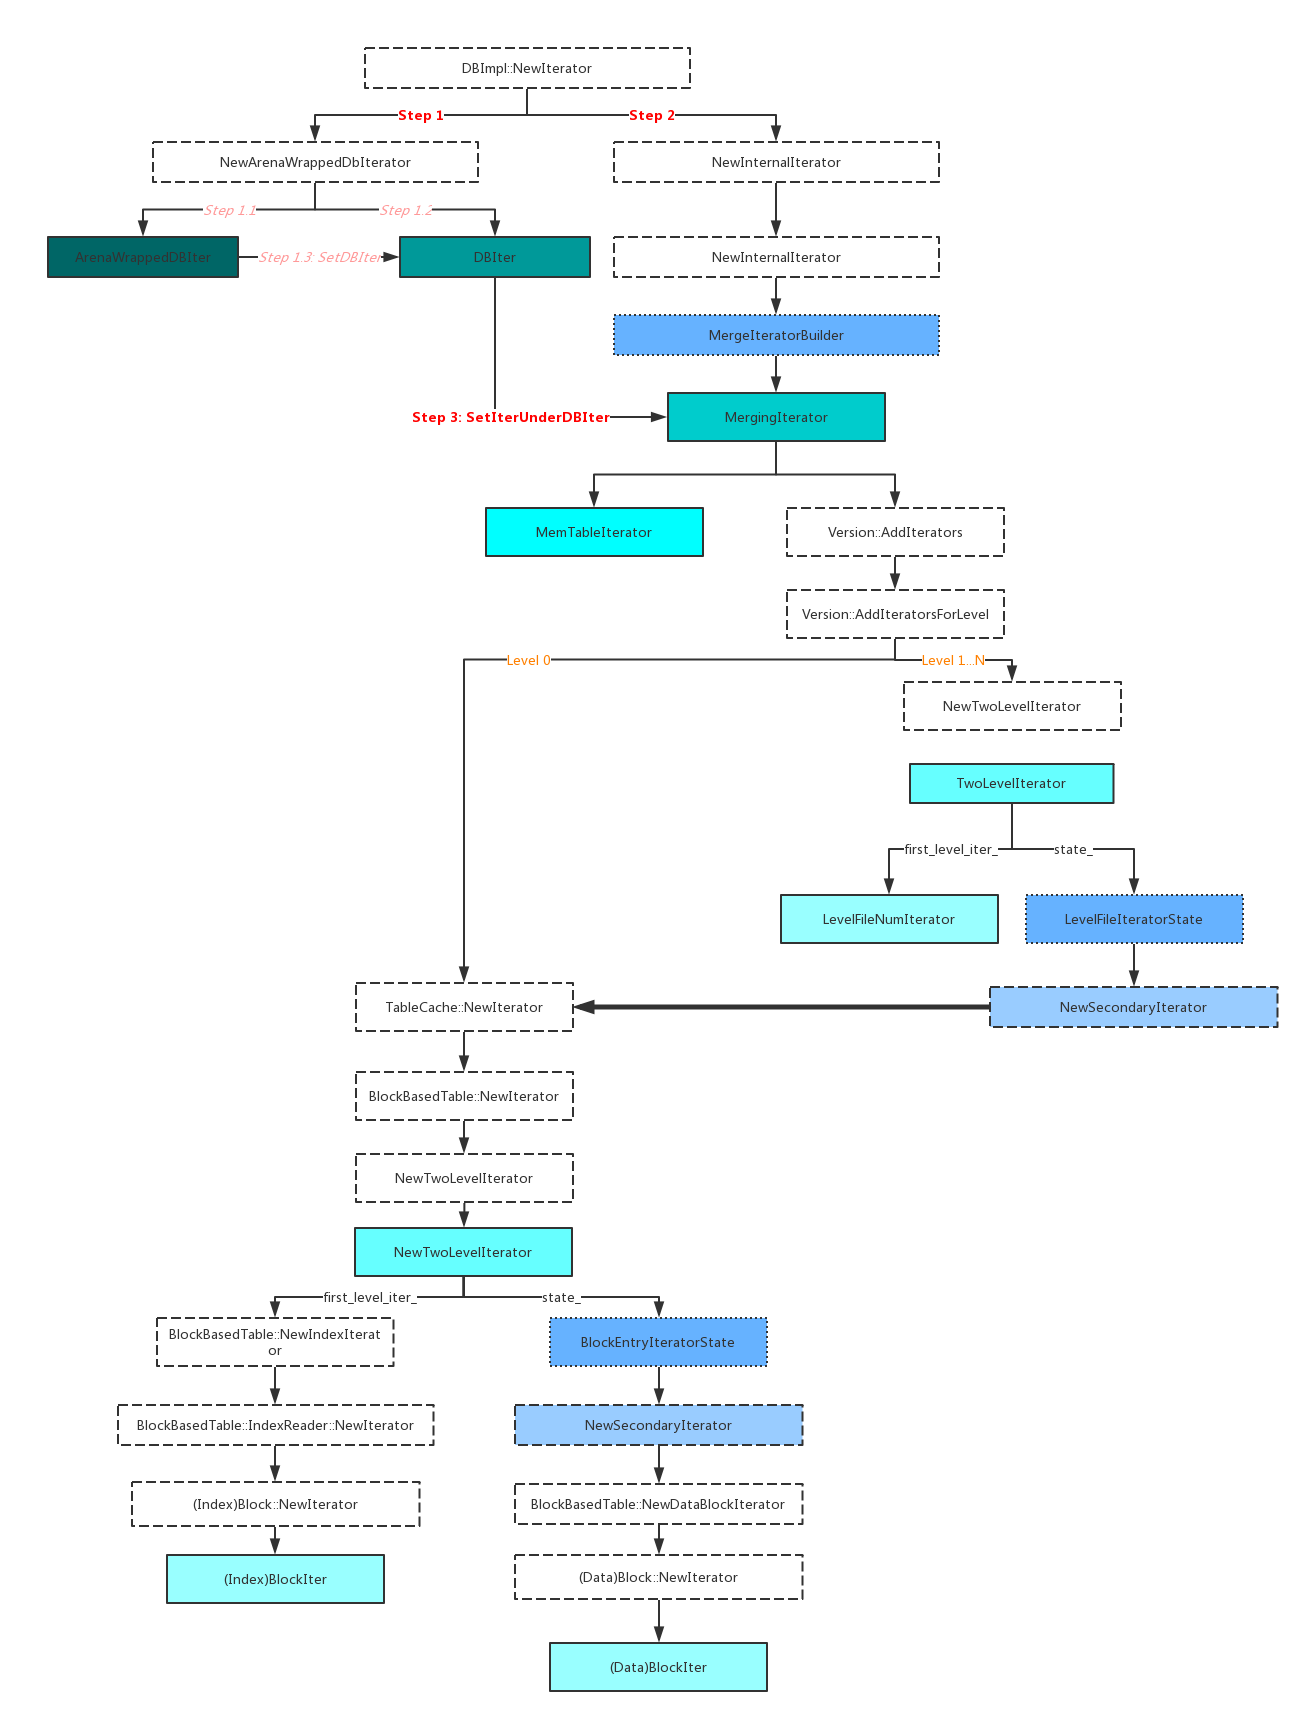 DBImpl::NewIterator
Step 1
Step 2
NewArenaWrappedDbIterator
NewInternalIterator
Step 1.1
Step 1.2
ArenaWrappedDBIter
Step 1.3: SetDBIter
DBIter
NewInternalIterator
MergeIteratorBuilder
Step 3: SetIterUnderDBIter
MergingIterator
MemTableIterator
Version::AddIterators
Version::AddIteratorsForLevel
Level 0
Level 1...N
NewTwoLevelIterator
TwoLevelIterator
first_level_iter_
state_
LevelFileNumIterator
LevelFileIteratorState
TableCache::NewIterator
NewSecondaryIterator
BlockBasedTable::NewIterator
NewTwoLevelIterator
NewTwoLevelIterator
first_level_iter_
state_
BlockBasedTable::NewIndexIterat
or
BlockEntryIteratorState
BlockBasedTable::IndexReader::NewIterator
NewSecondaryIterator
(Index)Block::NewIterator
BlockBasedTable::NewDataBlockIterator
(Index)BlockIter
(Data)Block::NewIterator
(Data)BlockIter